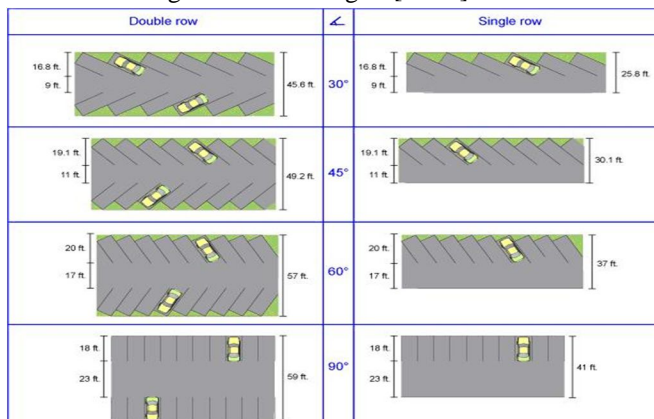 Double row ∠ Single row
16.8 ft.
9 ft.
45.6 ft.
30°
16.8 ft.
9 ft.
25.8 ft.
19.1 ft.
11 ft.
49.2 ft.
45°
19.1 ft.
11 ft.
30.1 ft.
20 ft.
17 ft.
57 ft.
60°
20 ft.
17 ft.
37 ft.
18 ft.
23 ft.
59 ft.
90°
18 ft.
23 ft.
41 ft.